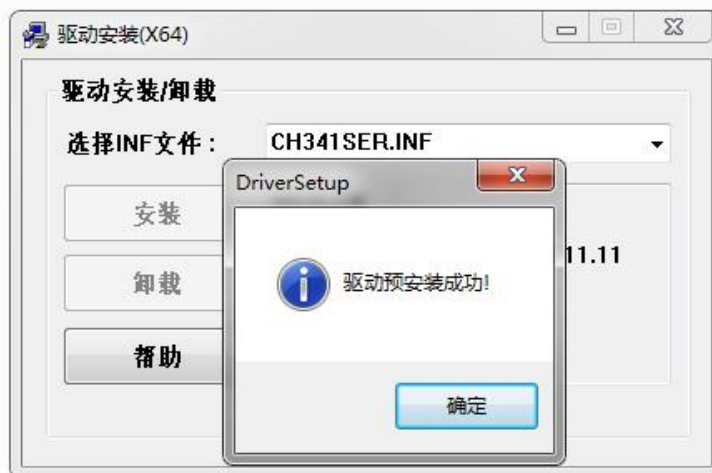 驱动安装(X64)
驱动安装/卸载
选择INF文件：
CH341SER.INF
DriverSetup
安装
驱动预安装成功!
11.11
卸载
帮助
确定